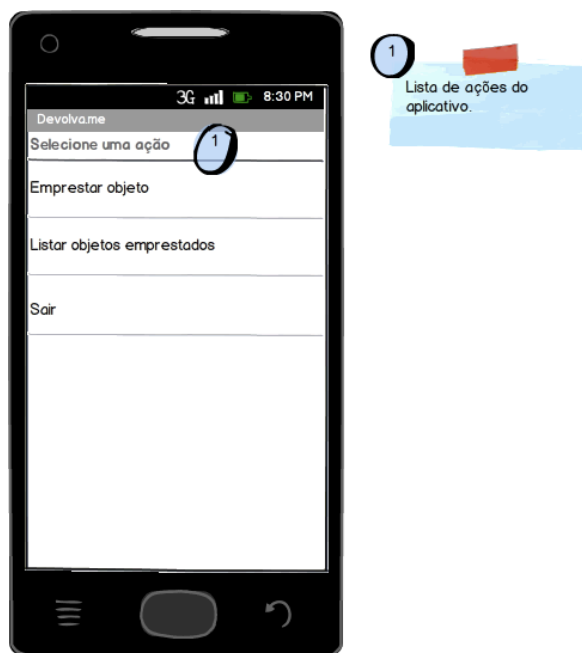 3G 8:30 PM
Devolva.me
Selecione uma ação
1
Emprestar objeto
Listar objetos emprestados
Sair
1
Lista de ações do
aplicativo.